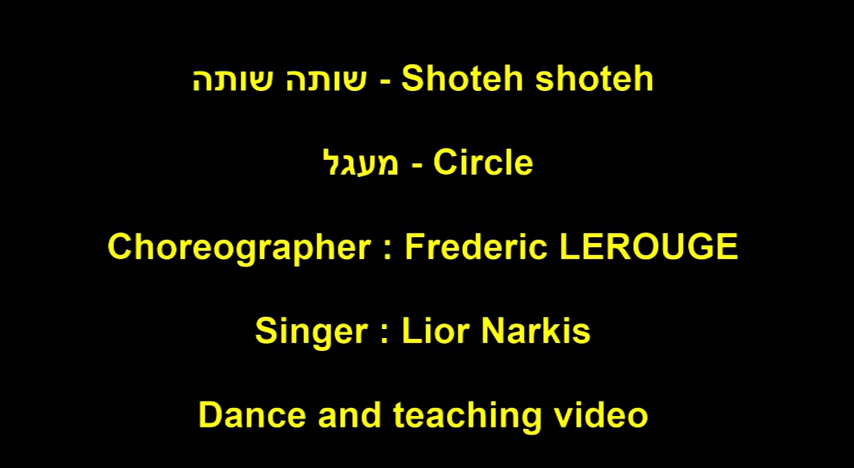 שותה שותה - Shoteh shoteh
מעגל - Circle
Choreographer : Frederic LEROUGE
Singer : Lior Narkis
Dance and teaching video